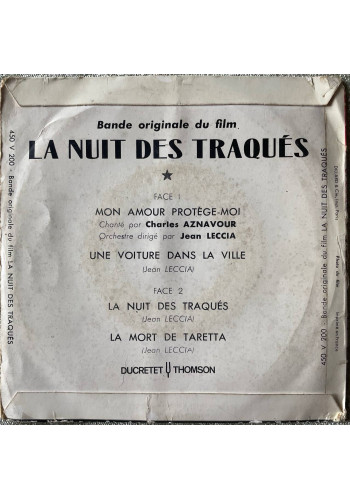 Bande originale du film
LA NUIT DES TRAQUÉS
★
FACE 1
MON AMOUR PROTÈGE-MOI
Chanté par Charles AZNAVOUR
Orchestre dirigé par Jean LECCIA
UNE VOITURE DANS LA VILLE
(Jean LECCIA)
FACE 2
LA NUIT DES TRAQUÉS
(Jean LECCIA)
LA MORT DE TARETTA
(Jean LECCIA)
DUCRETET THOMSON
450 V 200 - Bande originale du film LA NUIT DES TRAQUÉS
450 V 200 - Bande originale du film LA NUIT DES TRAQUÉS